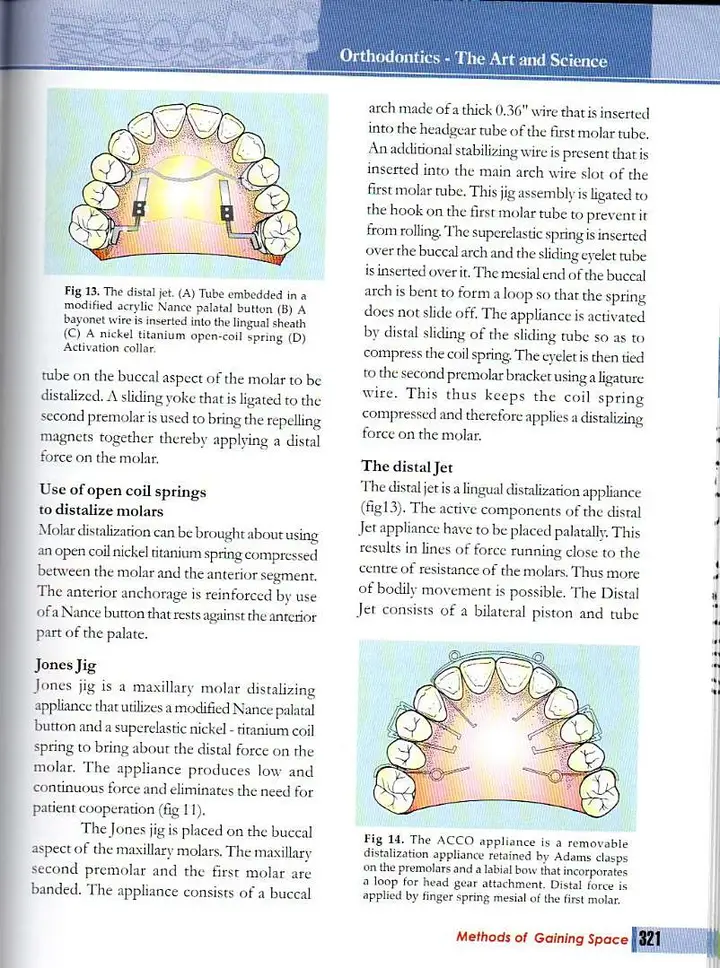 Orthodontics - The Art and Science
Fig 13. The distal jet. (A) Tube embedded in a
modified acrylic Nance palatal button (B) A
bayonet wire is inserted into the lingual sheath
(C) A nickel titanium open-coil spring (D)
Activation collar.
tube on the buccal aspect of the molar to be
distalized. A sliding yoke that is ligated to the
second premolar is used to bring the repelling
magnets together thereby applying a distal
force on the molar.
Use of open coil springs
to distalize molars
Molar distalization can be brought about using
an open coil nickel titanium spring compressed
between the molar and the anterior segment.
The anterior anchorage is reinforced by use
of a Nance button that rests against the anterior
part of the palate.
Jones Jig
Jones jig is a maxillary molar distalizing
appliance that utilizes a modified Nance palatal
button and a superelastic nickel - titanium coil
spring to bring about the distal force on the
molar. The appliance produces low and
continuous force and eliminates the need for
patient cooperation (fig 11).
The Jones jig is placed on the buccal
aspect of the maxillary molars. The maxillary
second premolar and the first molar are
banded. The appliance consists of a buccal
arch made of a thick 0.36" wire that is inserted
into the headgear tube of the first molar tube.
An additional stabilizing wire is present that is
inserted into the main arch wire slot of the
first molar tube. This jig assembly is ligated to
the hook on the first molar tube to prevent it
from rolling. The superelastic spring is inserted
over the buccal arch and the sliding eyelet tube
is inserted over it. The mesial end of the buccal
arch is bent to form a loop so that the spring
does not slide off. The appliance is activated
by distal sliding of the sliding tube so as to
compress the coil spring. The eyelet is then tied
to the second premolar bracket using a ligature
wire. This thus keeps the coil spring
compressed and therefore applies a distalizing
force on the molar.
The distal Jet
The distal jet is a lingual distalization appliance
(fig13). The active components of the distal
Jet appliance have to be placed palatally. This
results in lines of force running close to the
centre of resistance of the molars. Thus more
of bodily movement is possible. The Distal
Jet consists of a bilateral piston and tube
Fig 14. The ACCO appliance is a removable
distalization appliance retained by Adams clasps
on the premolars and a labial bow that incorporates
a loop for head gear attachment. Distal force is
applied by finger spring mesial of the first molar.
Methods of Gaining Space 321